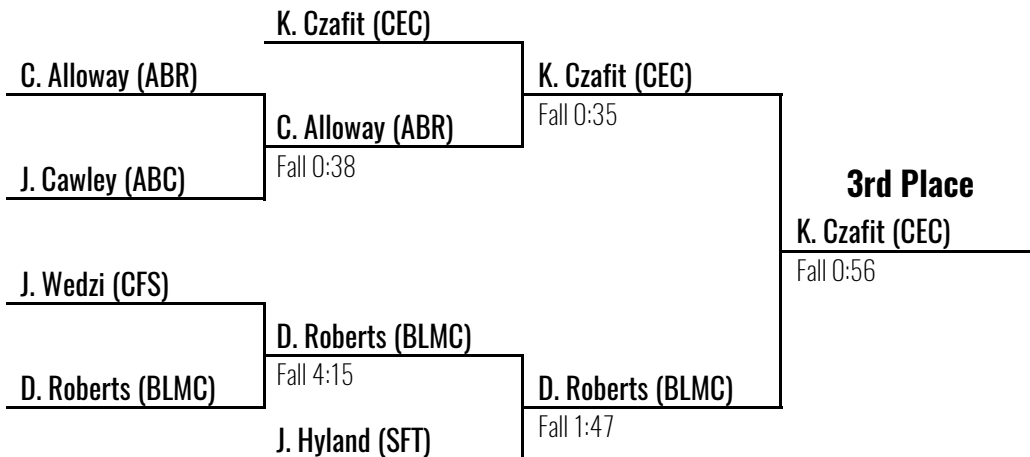 K. Czafit (CEC)
C. Alloway (ABR)
K. Czafit (CEC)
Fall 0:35
C. Alloway (ABR)
Fall 0:38
J. Cawley (ABC)
3rd Place
K. Czafit (CEC)
Fall 0:56
J. Wedzi (CFS)
D. Roberts (BLMC)
Fall 4:15
D. Roberts (BLMC)
D. Roberts (BLMC)
Fall 1:47
J. Hyland (SFT)